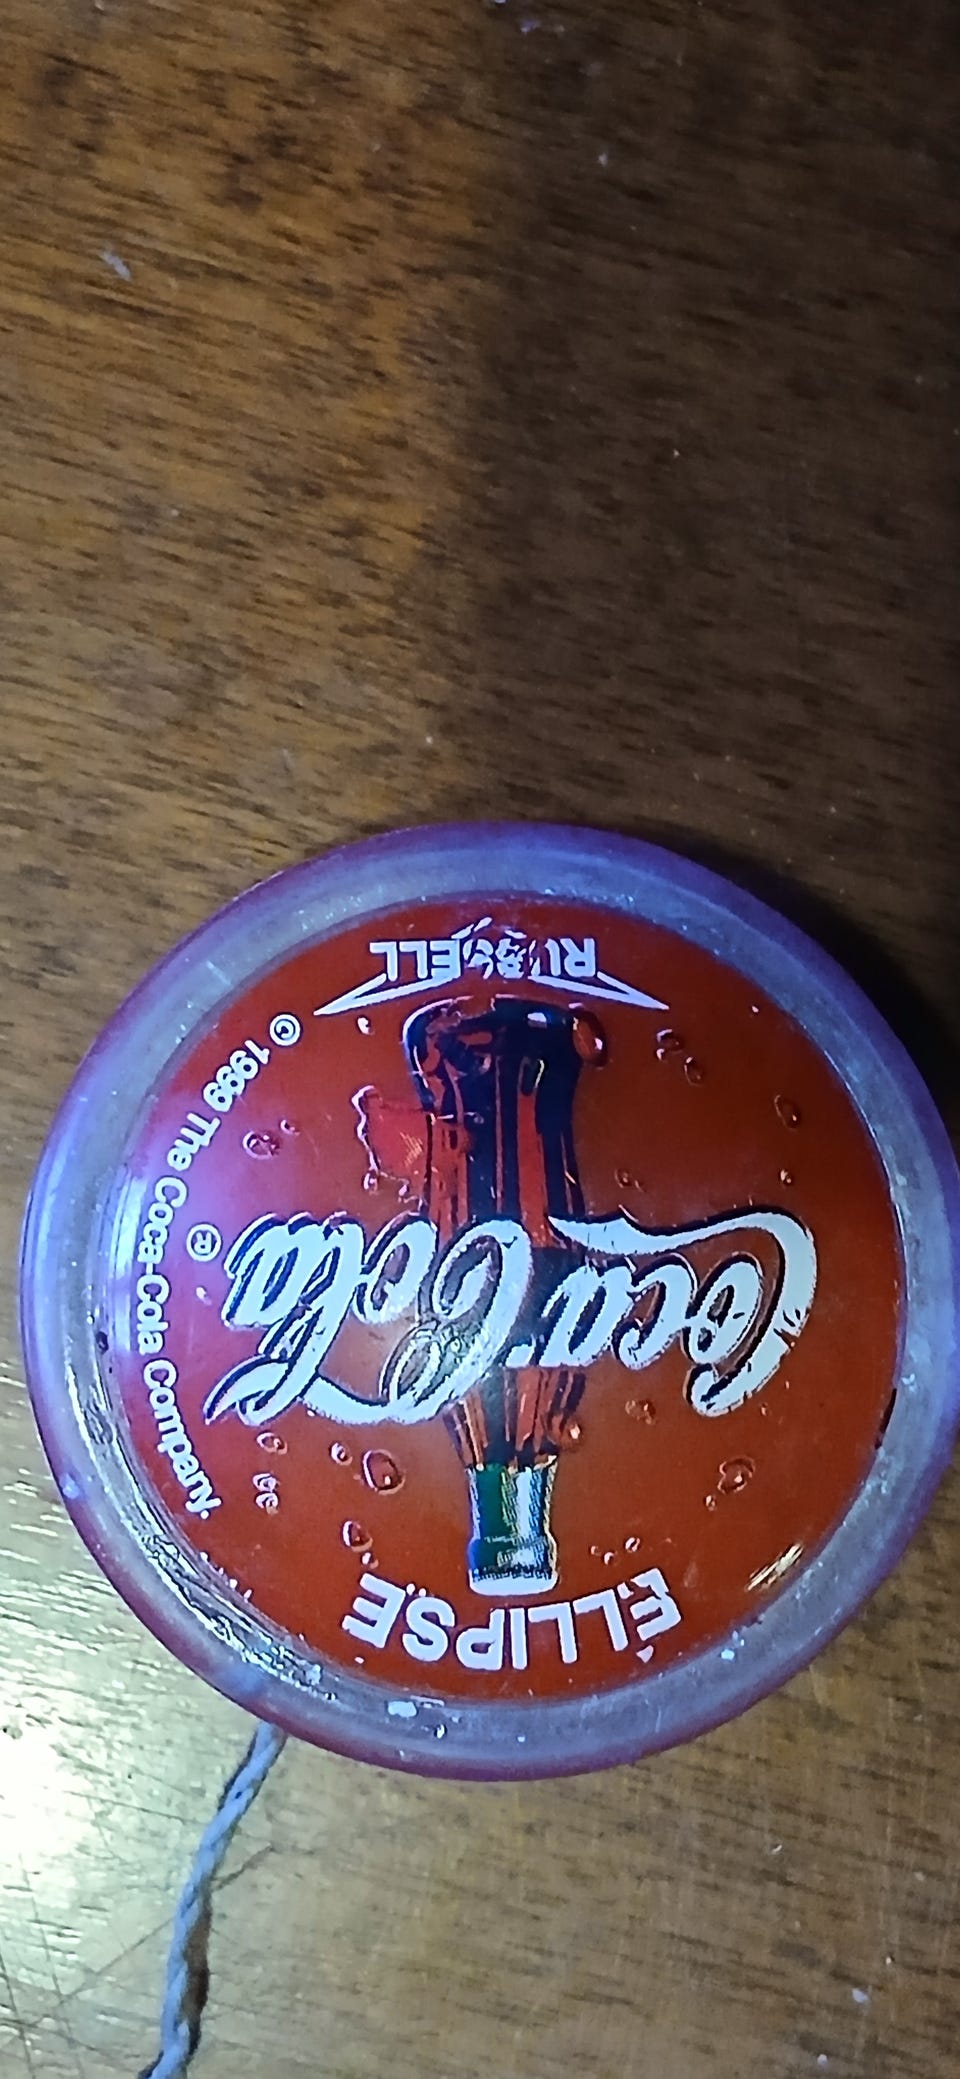 ELLIPSE
Coca-Cola
®
© 1999 The Coca-Cola Company.
RUSSELL